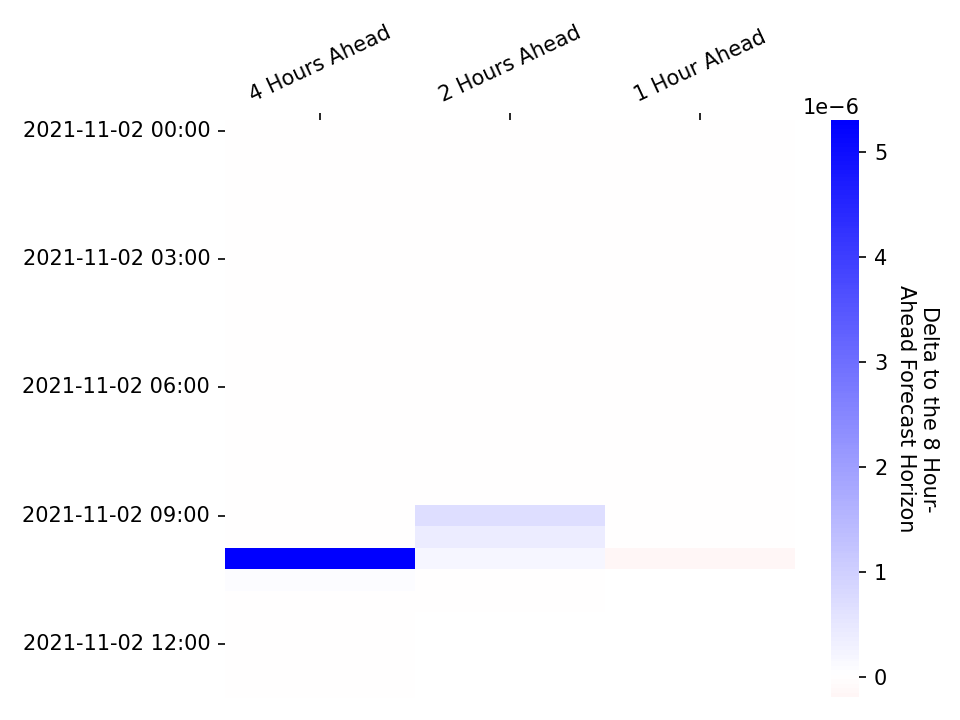 4 Hours Ahead
2 Hours Ahead
1 Hour Ahead
1e−6
2021-11-02 00:00
2021-11-02 03:00
2021-11-02 06:00
2021-11-02 09:00
2021-11-02 12:00
5
4
3
2
1
0
Delta to the 8 Hour-
Ahead Forecast Horizon